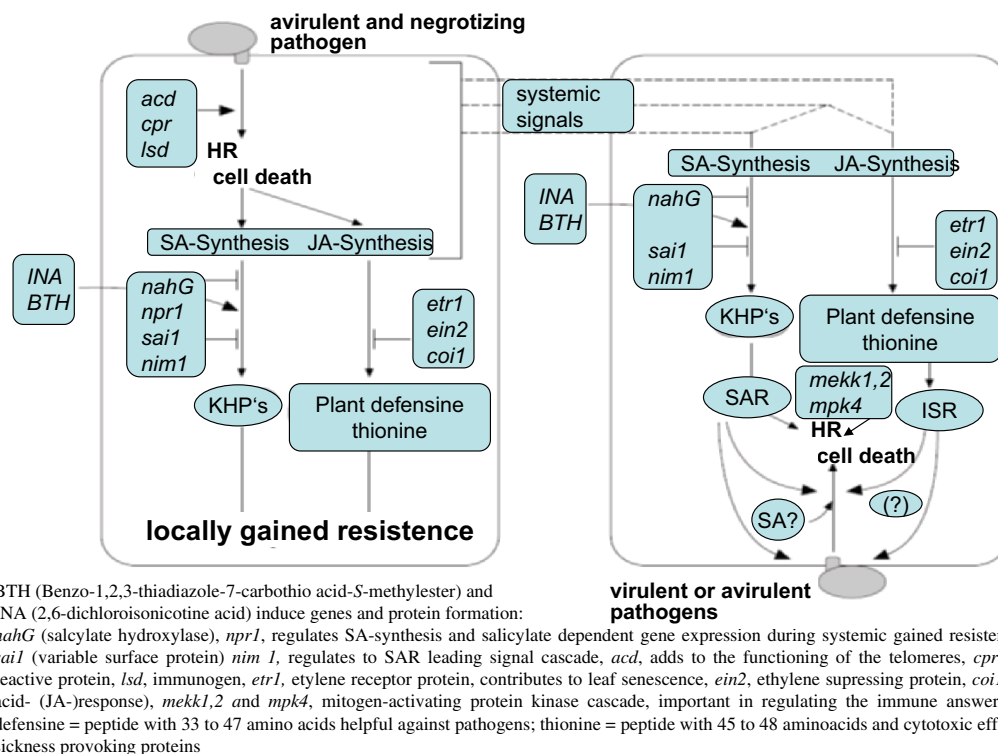 avirulent and negrotizing
pathogen
acd
cpr
lsd
HR
cell death
SA-Synthesis JA-Synthesis
INA
BTH
nahG
npr1
sai1
nim1
etr1
ein2
coi1
KHP's
Plant defensine
thionine
locally gained resistence
systemic
signals
SA-Synthesis JA-Synthesis
INA
BTH
nahG
sai1
nim1
etr1
ein2
coi1
KHP's
Plant defensine
thionine
SAR
mekk1,2
mpk4
ISR
HR
cell death
SA?
(?)
virulent or avirulent
pathogens
BTH (Benzo-1,2,3-thiadiazole-7-carbothio acid-S-methylester) and
NA (2,6-dichloroisonicotine acid) induce genes and protein formation:
nahG (salcylate hydroxylase), npr1, regulates SA-synthesis and salicylate dependent gene expression during systemic gained resister
sai1 (variable surface protein) nim 1, regulates to SAR leading signal cascade, acd, adds to the functioning of the telomeres, cpr
eactive protein, lsd, immunogen, etr1, etylene receptor protein, contributes to leaf senescence, ein2, ethylene supressing protein, coi1
acid- (JA-)response), mekk1,2 and mpk4, mitogen-activating protein kinase cascade, important in regulating the immune answer
defensine = peptide with 33 to 47 amino acids helpful against pathogens; thionine = peptide with 45 to 48 aminoacids and cytotoxic eff
sickness provoking proteins